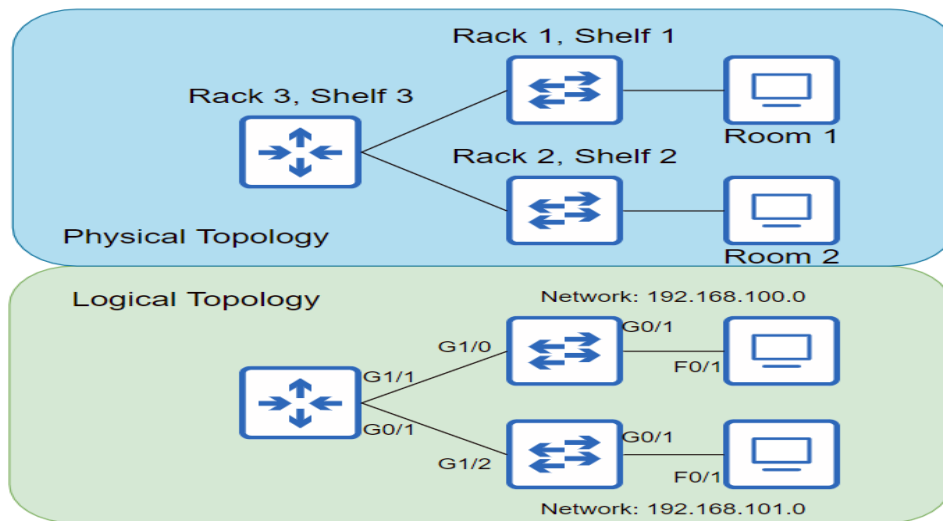 Rack 1, Shelf 1
Rack 3, Shelf 3
Room 1
Rack 2, Shelf 2
Physical Topology
Room 2
Logical Topology
Network: 192.168.100.0
G0/1
G1/0
F0/1
G1/1
G0/1
G0/1
G1/2
F0/1
Network: 192.168.101.0